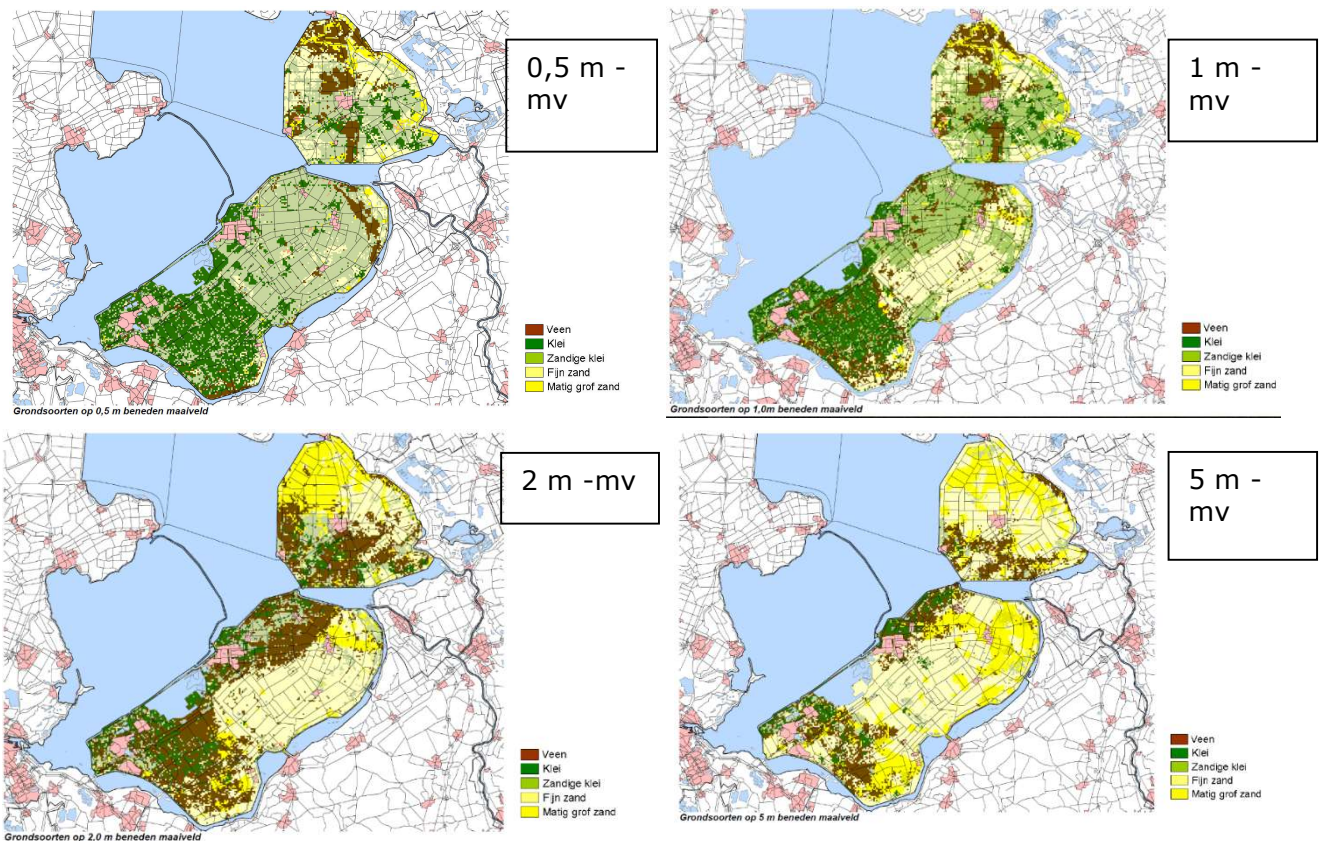 0,5 m -
mv
Veen
Klei
Zandige klei
Fijn zand
Matig grof zand
Grondsoorten op 0,5 m beneden maaiveld
1 m -
mv
Veen
Klei
Zandige klei
Fijn zand
Matig grof zand
Grondsoorten op 1,0m beneden maaiveld
2 m -mv
Veen
Klei
Zandige klei
Fijn zand
Matig grof zand
Grondsoorten op 2,0 m beneden maaiveld
5 m -
mv
Veen
Klei
Zandige klei
Fijn zand
Matig grof zand
Grondsoorten op 5 m beneden maaiveld